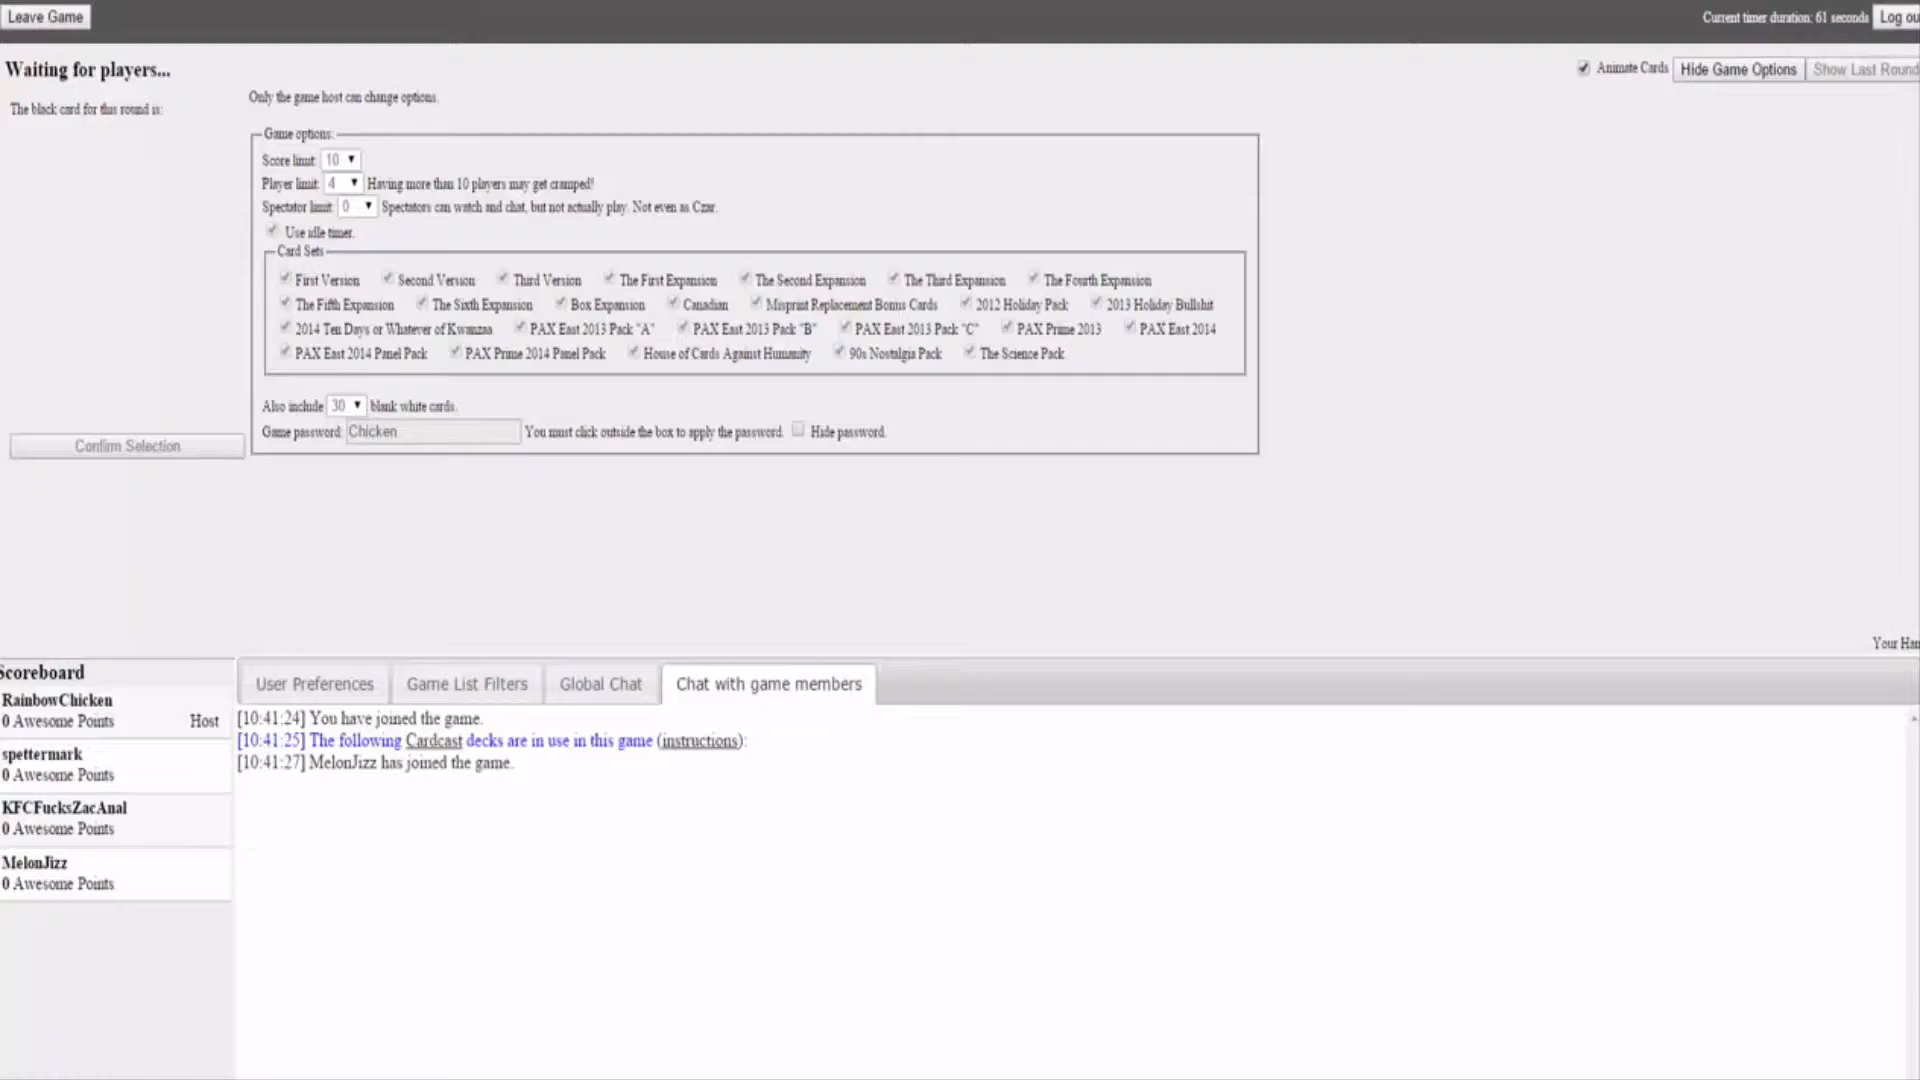 Leave Game
Current timer duration: 61 seconds
Log ou
Waiting for players...
Animate Cards
Hide Game Options
Show Last Round
The black card for this round is:
Only the game host can change options.
Game options:
Score limit: 10
Player limit: 4 Having more than 10 players may get cramped!
Spectator limit: 0 Spectators can watch and chat, but not actually play. Not even as Czar.
Use idle timer.
Card Sets
First Version Second Version Third Version The First Expansion The Second Expansion The Third Expansion The Fourth Expansion
The Fifth Expansion The Sixth Expansion Box Expansion Canadian Misprint Replacement Bonus Cards 2012 Holiday Pack 2013 Holiday Bullshit
2014 Ten Days or Whatever of Kwanzaa PAX East 2013 Pack "A" PAX East 2013 Pack "B" PAX East 2013 Pack "C" PAX Prime 2013 PAX East 2014
PAX East 2014 Panel Pack PAX Prime 2014 Panel Pack House of Cards Against Humanity 90s Nostalgia Pack The Science Pack
Also include 30 blank white cards.
Game password: Chicken You must click outside the box to apply the password. Hide password.
Confirm Selection
Your Han
Scoreboard
RainbowChicken
0 Awesome Points Host
spettermark
0 Awesome Points
KFCFucksZacAnal
0 Awesome Points
MelonJizz
0 Awesome Points
User Preferences
Game List Filters
Global Chat
Chat with game members
[10:41:24] You have joined the game.
[10:41:25] The following Cardcast decks are in use in this game (instructions):
[10:41:27] MelonJizz has joined the game.